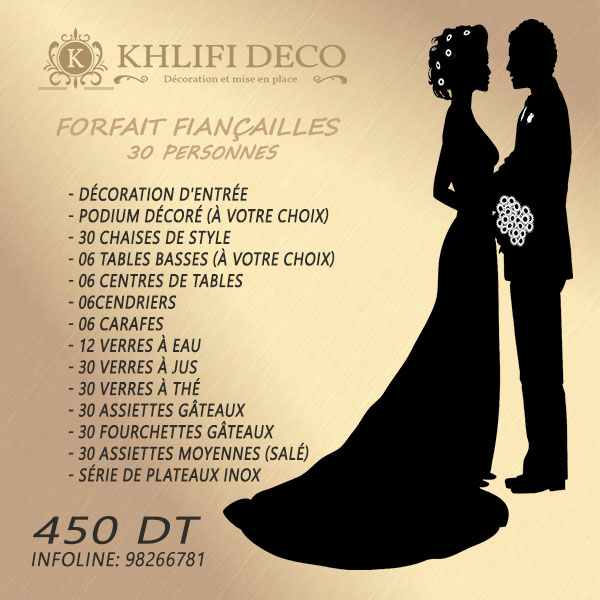 K
KHLIFI DECO
Décoration et mise en place
FORFAIT FIANÇAILLES
30 PERSONNES
- DÉCORATION D'ENTRÉE
- PODIUM DÉCORÉ (À VOTRE CHOIX)
- 30 CHAISES DE STYLE
- 06 TABLES BASSES (À VOTRE CHOIX)
- 06 CENTRES DE TABLES
- 06CENDRIERS
- 06 CARAFES
- 12 VERRES À EAU
- 30 VERRES À JUS
- 30 VERRES À THÉ
- 30 ASSIETTES GÂTEAUX
- 30 FOURCHETTES GÂTEAUX
- 30 ASSIETTES MOYENNES (SALÉ)
- SÉRIE DE PLATEAUX INOX
450 DT
INFOLINE: 98266781